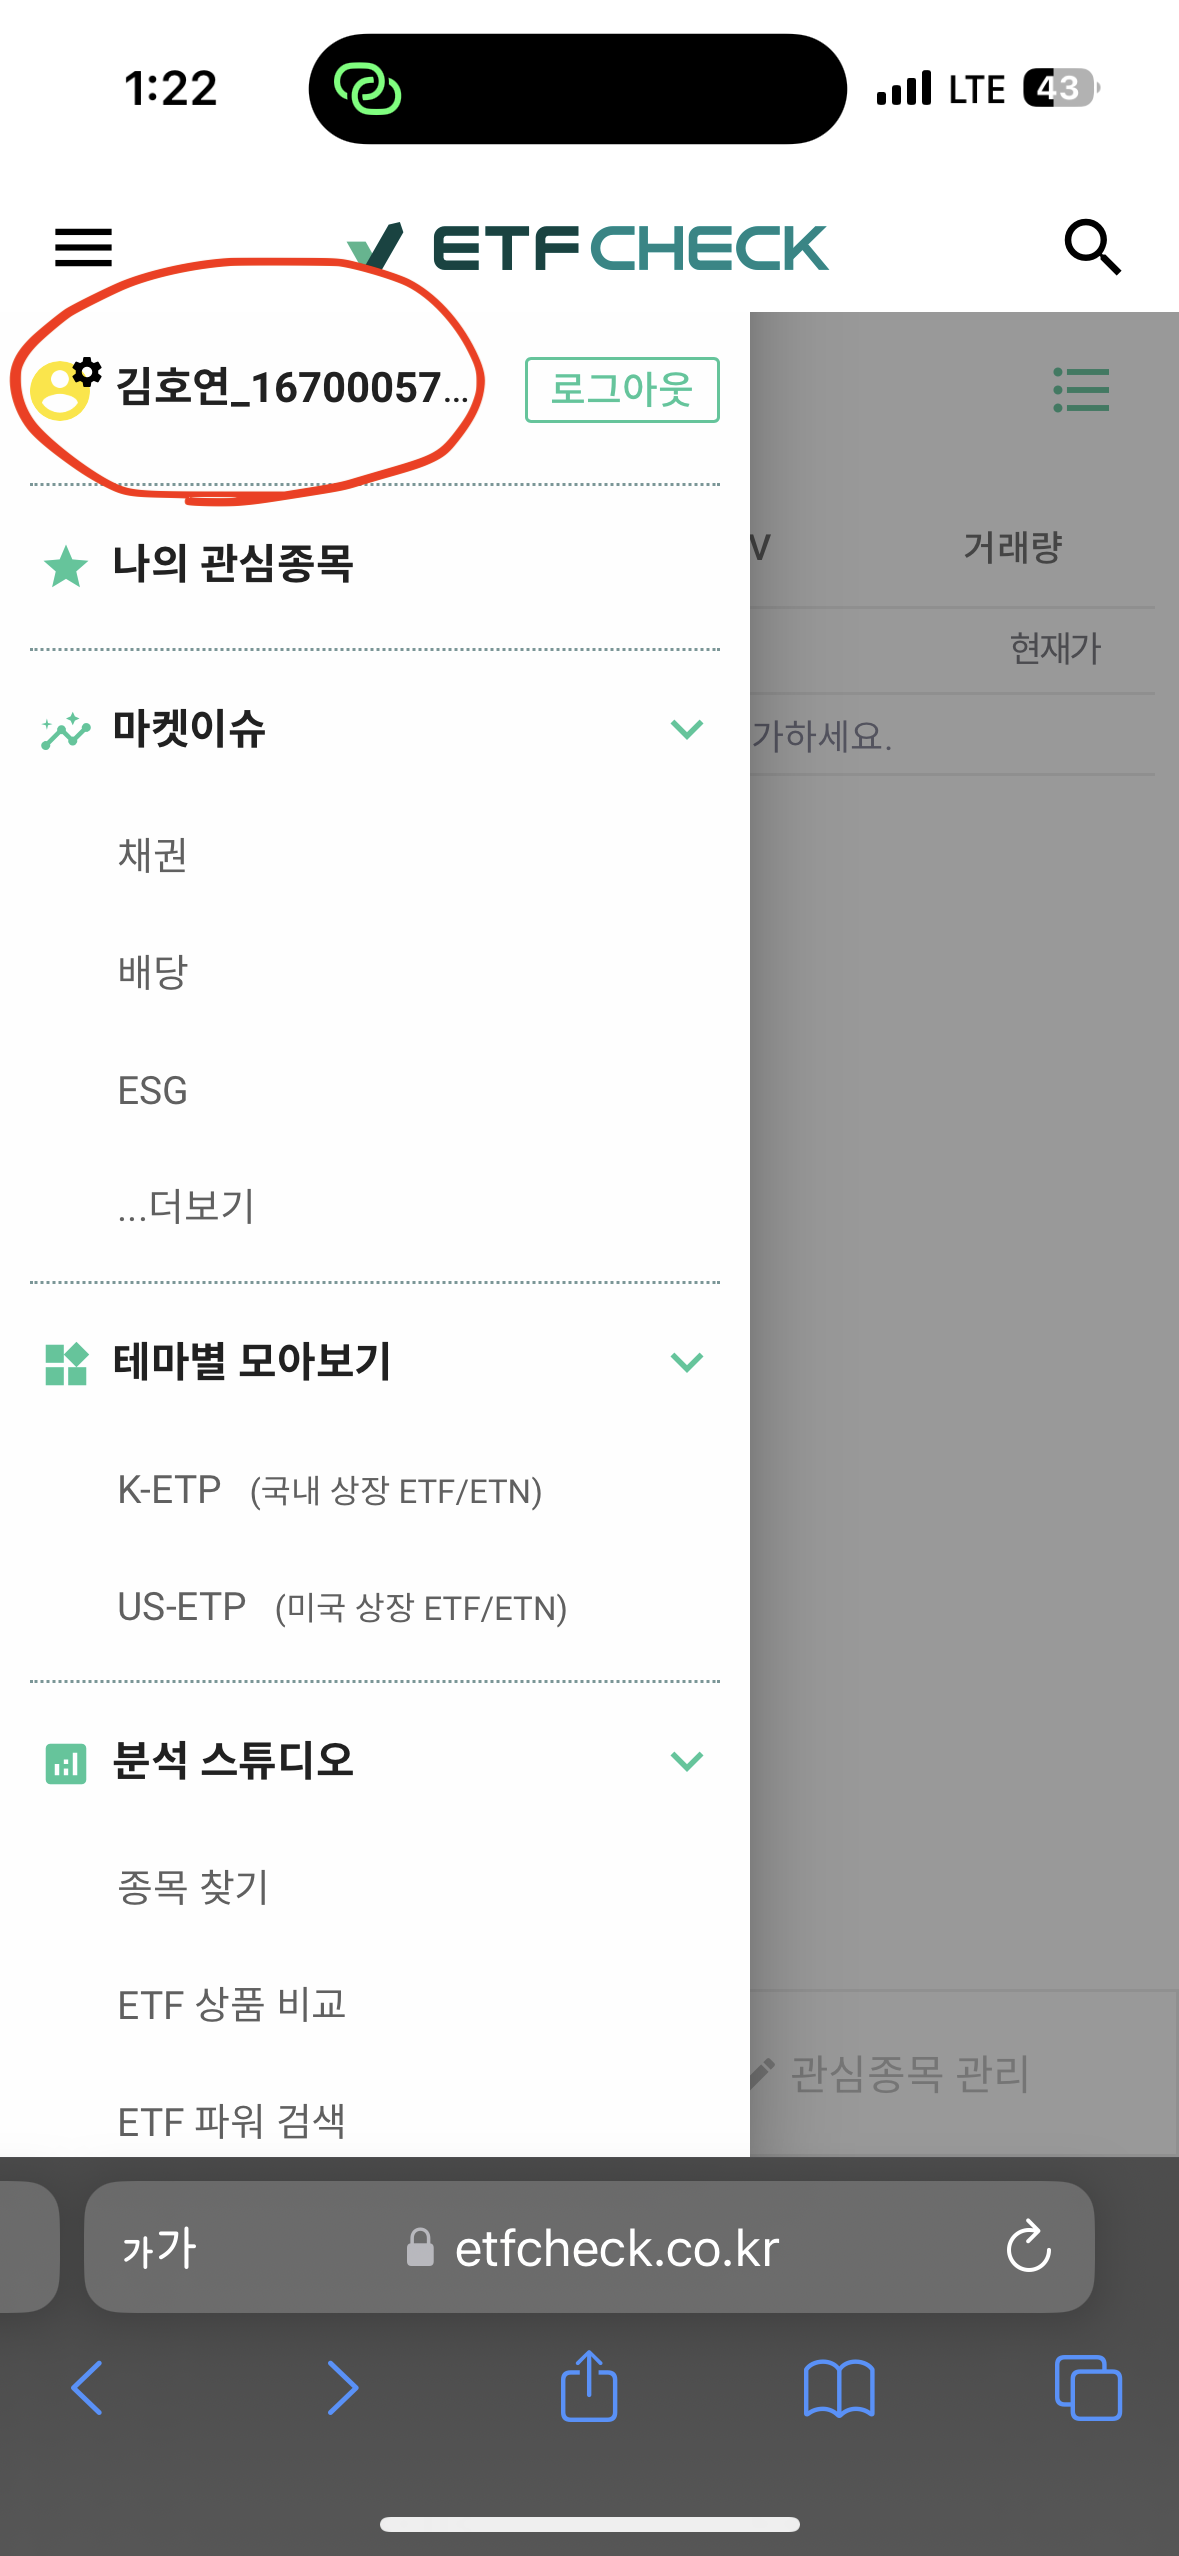 1:22
LTE 43
ETF CHECK
김호연_16700057...
로그아웃
나의 관심종목
V
거래량
현재가
마켓이슈
가하세요.
채권
배당
ESG
...더보기
테마별 모아보기
K-ETP (국내 상장 ETF/ETN)
US-ETP (미국 상장 ETF/ETN)
분석 스튜디오
종목 찾기
ETF 상품 비교
관심종목 관리
ETF 파워 검색
가가 etfcheck.co.kr